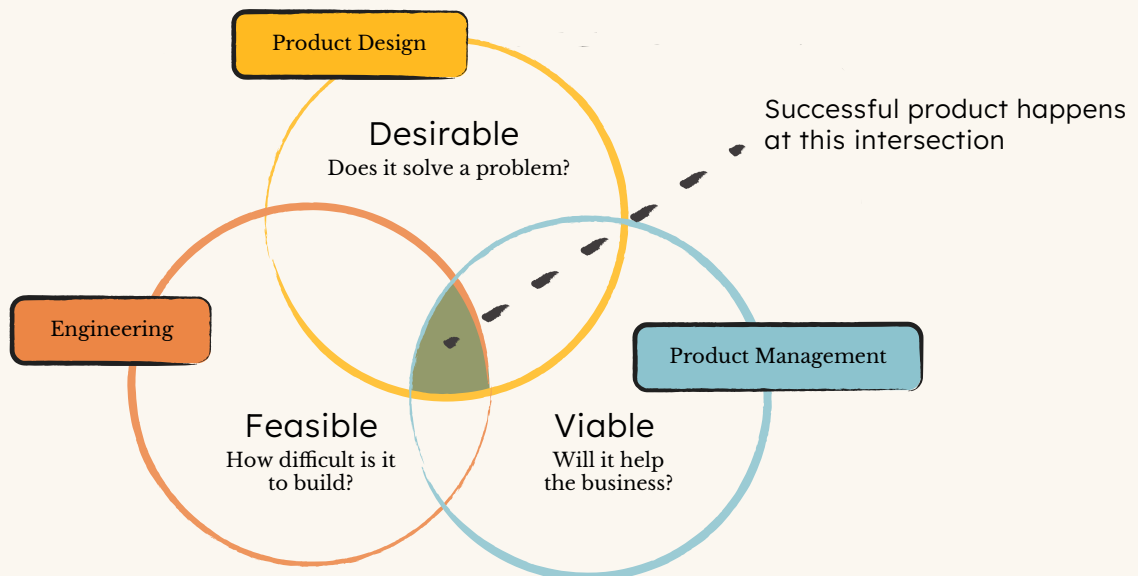 Product Design
Desirable
Does it solve a problem?
Successful product happens
at this intersection
Engineering
Product Management
Feasible
How difficult is it
to build?
Viable
Will it help
the business?